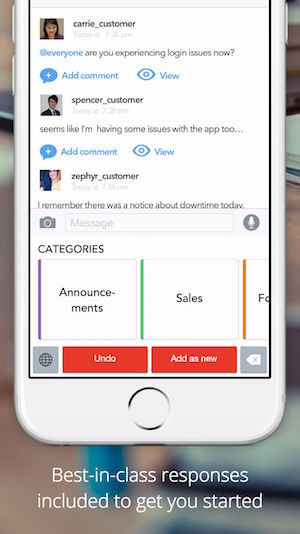 carrie_customer
Today at 7:26 pm
@everyone are you experiencing login issues now?
Add comment View
spencer_customer
Today at 7:26 pm
seems like I'm having some issues with the app too...
Add comment View
zephyr_customer
Today at 7:26 pm
I remember there was a notice about downtime today.
Message
CATEGORIES
Announce-
ments
Sales
Undo
Add as new
Best-in-class responses
included to get you started